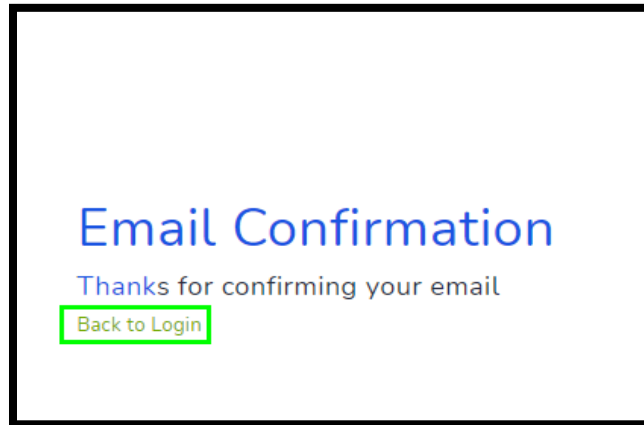 Email Confirmation
Thanks for confirming your email
Back to Login